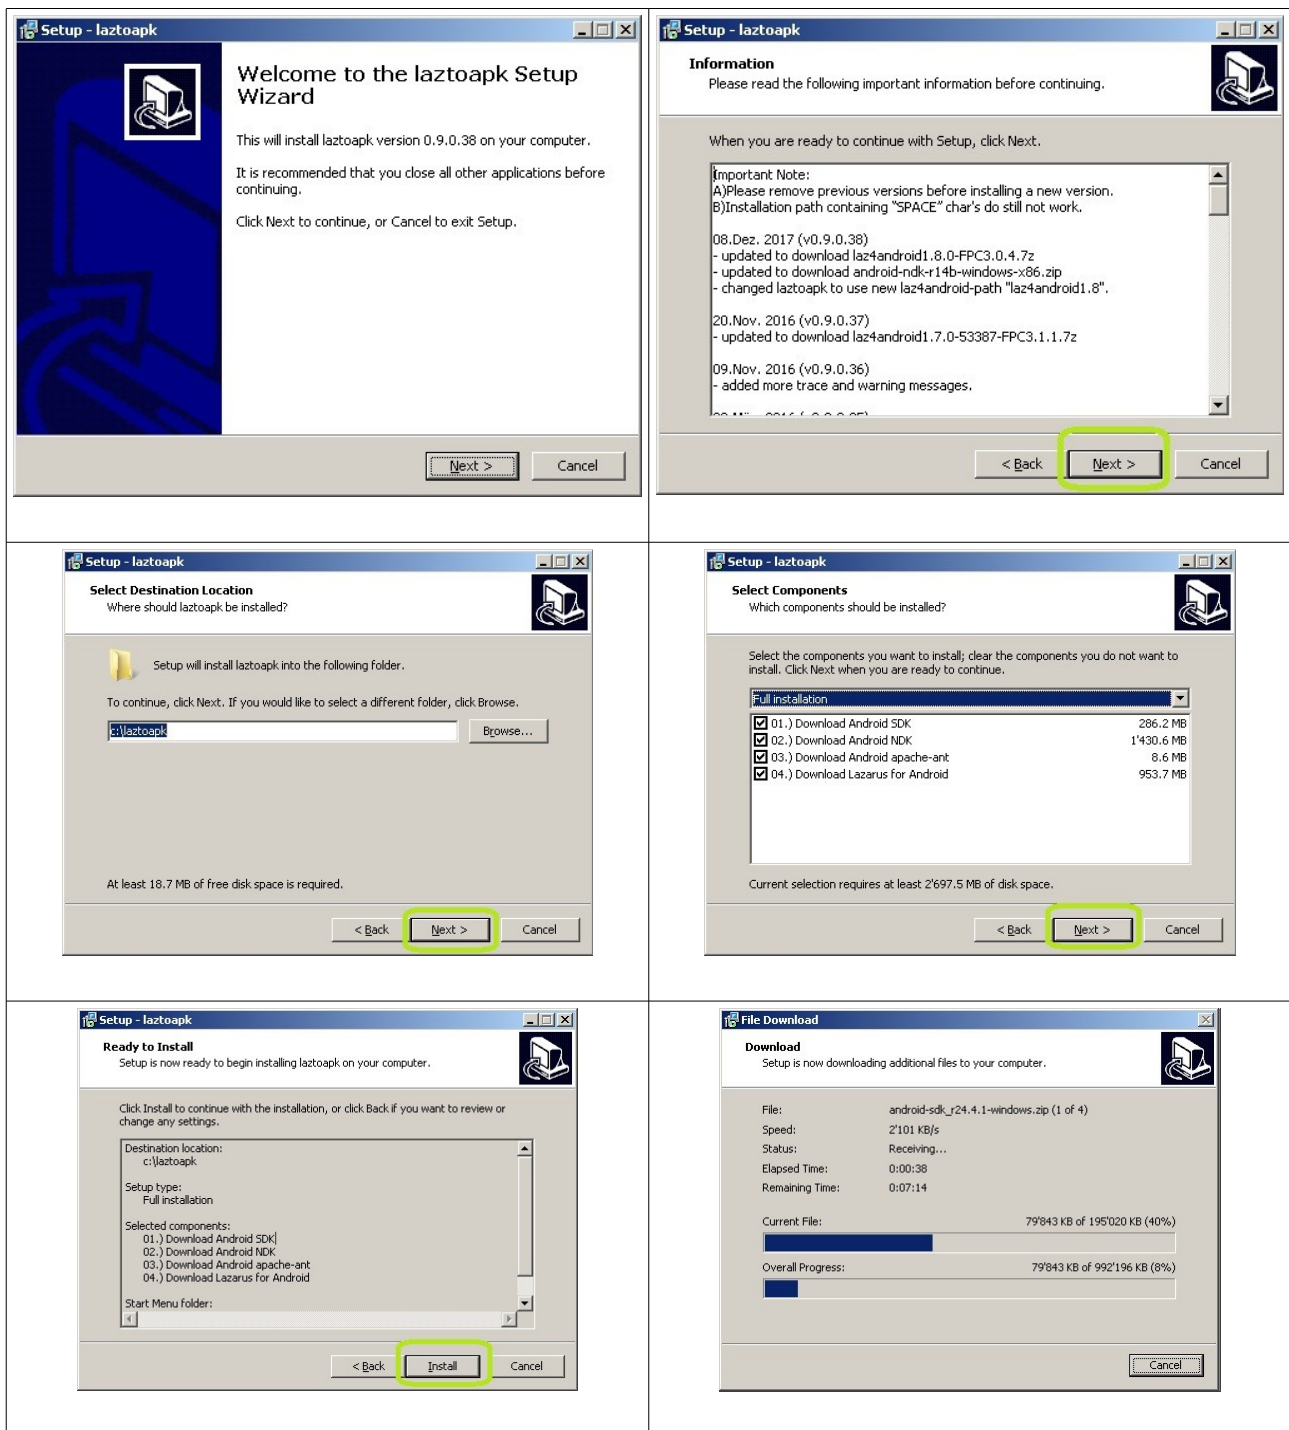 Setup - laztoapk
Welcome to the laztoapk Setup
Wizard
This will install laztoapk version 0.9.0.38 on your computer.
It is recommended that you close all other applications before
continuing.
Click Next to continue, or Cancel to exit Setup.
Next >
Cancel
Setup - laztoapk
Information
Please read the following important information before continuing.
When you are ready to continue with Setup, click Next.
Important Note:
A)Please remove previous versions before installing a new version.
B)Installation path containing "SPACE" char's do still not work.
08.Dez. 2017 (v0.9.0.38)
- updated to download laz4android1.8.0-FPC3.0.4.7z
- updated to download android-ndk-r14b-windows-x86.zip
- changed laztoapk to use new laz4android-path "laz4android1.8".
20.Nov. 2016 (v0.9.0.37)
- updated to download laz4android1.7.0-53387-FPC3.1.1.7z
09.Nov. 2016 (v0.9.0.36)
- added more trace and warning messages.
< Back
Next >
Cancel
Setup - laztoapk
Select Destination Location
Where should laztoapk be installed?
Setup will install laztoapk into the following folder.
To continue, click Next. If you would like to select a different folder, click Browse.
c:\laztoapk
Browse...
At least 18.7 MB of free disk space is required.
< Back
Next >
Cancel
Setup - laztoapk
Select Components
Which components should be installed?
Select the components you want to install; clear the components you do not want to
install. Click Next when you are ready to continue.
Full installation
01.) Download Android SDK 286.2 MB
02.) Download Android NDK 1'430.6 MB
03.) Download Android apache-ant 8.6 MB
04.) Download Lazarus for Android 953.7 MB
Current selection requires at least 2'697.5 MB of disk space.
< Back
Next >
Cancel
Setup - laztoapk
Ready to Install
Setup is now ready to begin installing laztoapk on your computer.
Click Install to continue with the installation, or click Back if you want to review or
change any settings.
Destination location:
c:\laztoapk
Setup type:
Full installation
Selected components:
01.) Download Android SDK
02.) Download Android NDK
03.) Download Android apache-ant
04.) Download Lazarus for Android
Start Menu folder:
< Back
Install
Cancel
File Download
Download
Setup is now downloading additional files to your computer.
File: android-sdk_r24.4.1-windows.zip (1 of 4)
Speed: 2'101 KB/s
Status: Receiving...
Elapsed Time: 0:00:38
Remaining Time: 0:07:14
Current File: 79'843 KB of 195'020 KB (40%)
Overall Progress: 79'843 KB of 992'196 KB (8%)
Cancel